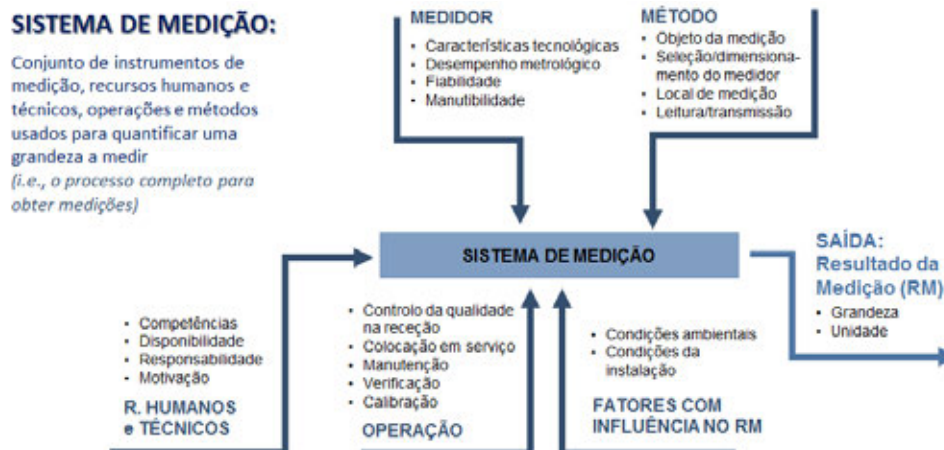 SISTEMA DE MEDIÇÃO:
Conjunto de instrumentos de
medição, recursos humanos e
técnicos, operações e métodos
usados para quantificar uma
grandeza a medir
(i.e., o processo completo para
obter medições)
MEDIDOR
• Características tecnológicas
• Desempenho metrológico
• Fiabilidade
• Manutibilidade
MÉTODO
• Objeto da medição
• Seleção/dimensiona-
mento do medidor
• Local de medição
• Leitura/transmissão
SISTEMA DE MEDIÇÃO
SAÍDA:
Resultado da
Medição (RM)
• Grandeza
• Unidade
• Competências
• Disponibilidade
• Responsabilidade
• Motivação
R. HUMANOS
e TÉCNICOS
• Controlo da qualidade
na receção
• Colocação em serviço
• Manutenção
• Verificação
• Calibração
OPERAÇÃO
• Condições ambientais
• Condições da
instalação
FATORES COM
INFLUÊNCIA NO RM